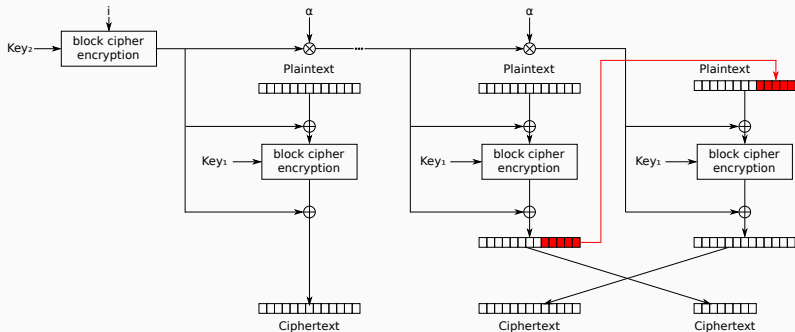 i
α
α
Key₂
block cipher
encryption
...
Plaintext
Plaintext
Plaintext
Key₁
block cipher
encryption
Key₁
block cipher
encryption
Key₁
block cipher
encryption
Ciphertext
Ciphertext
Ciphertext